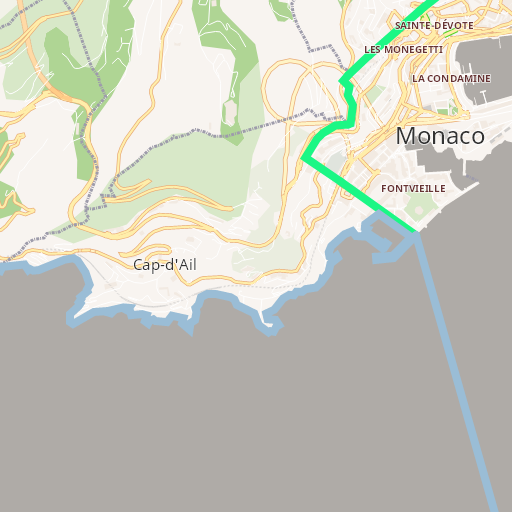 SAINTE-DÉVOTE
LES MONEGETTI
LA CONDAMINE
Monaco
FONTVIEILLE
Cap-d'Ail